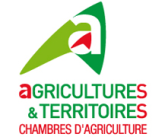 a
aGRICULTURES
& TERRITOIRES
CHAMBRES D'AGRICULTURE